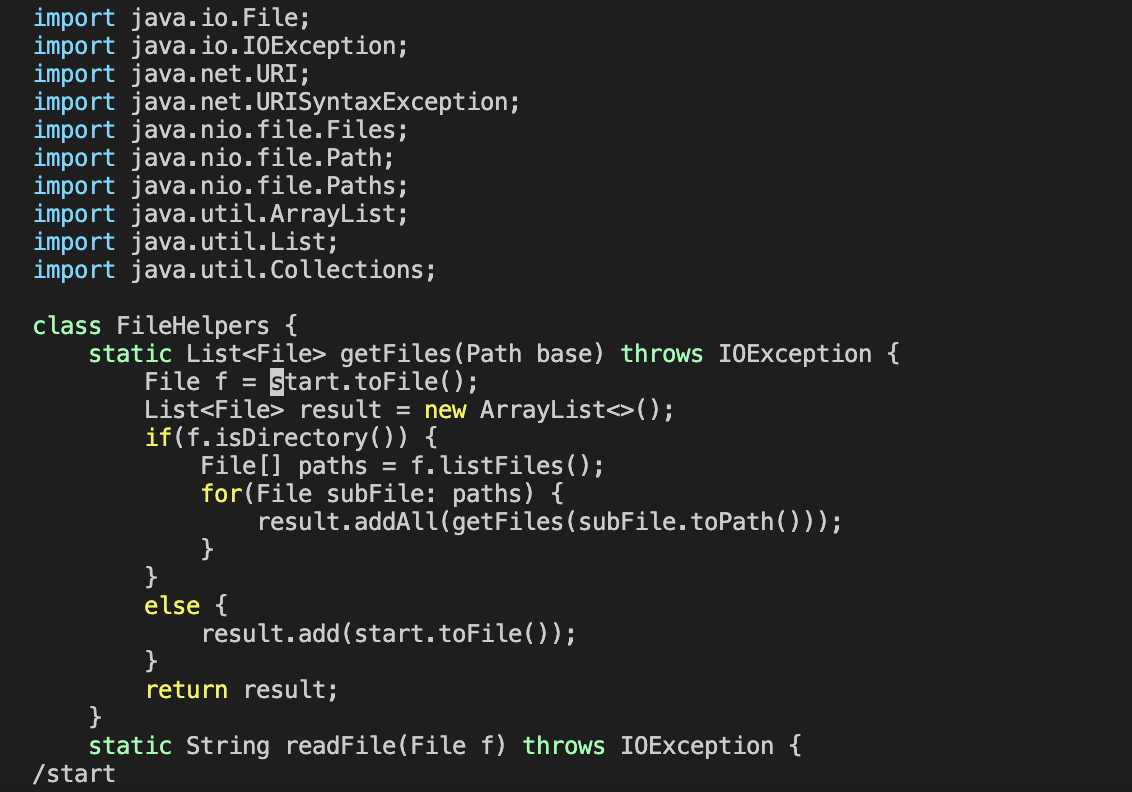 import java.io.File;
import java.io.IOException;
import java.net.URI;
import java.net.URISyntaxException;
import java.nio.file.Files;
import java.nio.file.Path;
import java.nio.file.Paths;
import java.util.ArrayList;
import java.util.List;
import java.util.Collections;

class FileHelpers {
    static List<File> getFiles(Path base) throws IOException {
        File f = start.toFile();
        List<File> result = new ArrayList<>();
        if(f.isDirectory()) {
            File[] paths = f.listFiles();
            for(File subFile: paths) {
                result.addAll(getFiles(subFile.toPath()));
            }
        }
        else {
            result.add(start.toFile());
        }
        return result;
    }
    static String readFile(File f) throws IOException {
/start